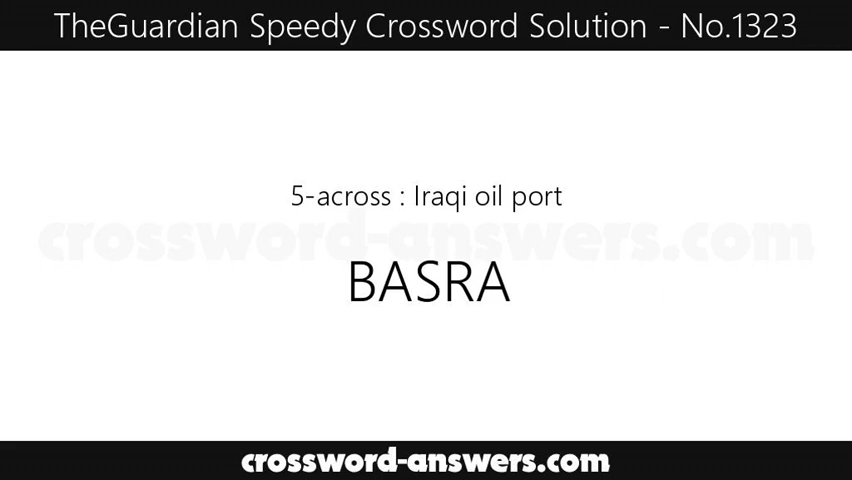 TheGuardian Speedy Crossword Solution - No.1323
5-across : Iraqi oil port
crossword-answers.com
BASRA
crossword-answers.com